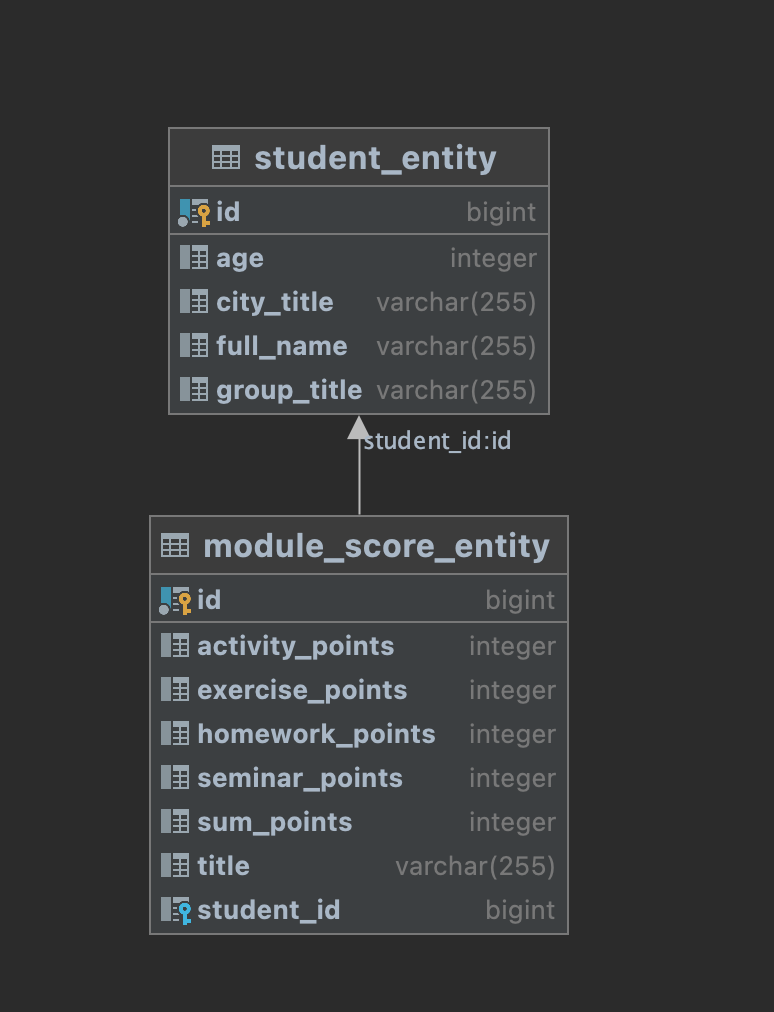 student_entity
id bigint
age integer
city_title varchar(255)
full_name varchar(255)
group_title varchar(255)
student_id:id
module_score_entity
id bigint
activity_points integer
exercise_points integer
homework_points integer
seminar_points integer
sum_points integer
title varchar(255)
student_id bigint